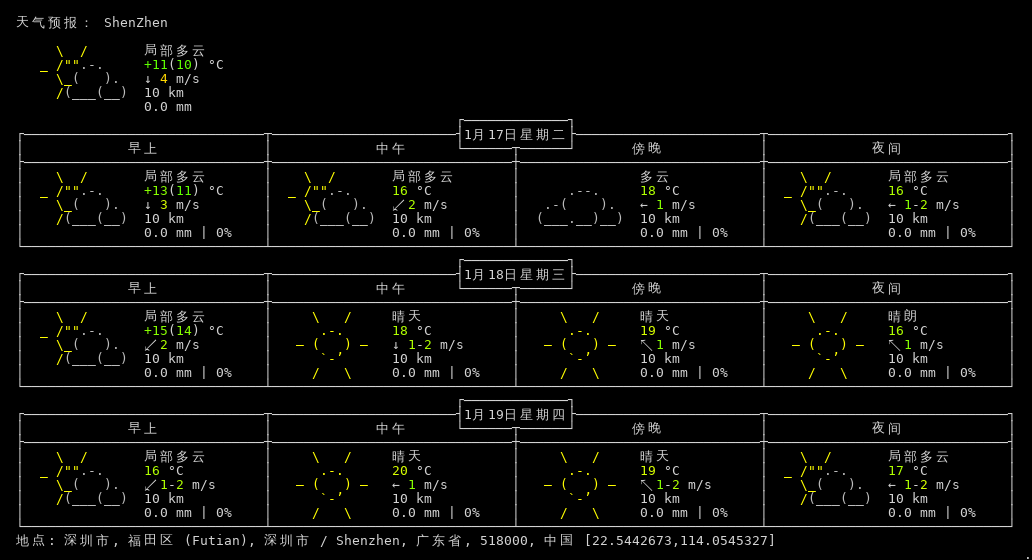 天气预报: ShenZhen
局部多云
+11(10) °C
↓ 4 m/s
10 km
0.0 mm
1月17日星期二
早上 中午 傍晚 夜间
局部多云 局部多云 多云 局部多云
+13(11) °C 16 °C 18 °C 16 °C
↓ 3 m/s ↙ 2 m/s ← 1 m/s ← 1-2 m/s
10 km 10 km 10 km 10 km
0.0 mm | 0% 0.0 mm | 0% 0.0 mm | 0% 0.0 mm | 0%
1月18日星期三
早上 中午 傍晚 夜间
局部多云 晴天 晴天 晴朗
+15(14) °C 18 °C 19 °C 16 °C
↙ 2 m/s ↓ 1-2 m/s ↖ 1 m/s ↖ 1 m/s
10 km 10 km 10 km 10 km
0.0 mm | 0% 0.0 mm | 0% 0.0 mm | 0% 0.0 mm | 0%
1月19日星期四
早上 中午 傍晚 夜间
局部多云 晴天 晴天 局部多云
16 °C 20 °C 19 °C 17 °C
↙ 1-2 m/s ← 1 m/s ↖ 1-2 m/s ← 1-2 m/s
10 km 10 km 10 km 10 km
0.0 mm | 0% 0.0 mm | 0% 0.0 mm | 0% 0.0 mm | 0%
地点: 深圳市, 福田区 (Futian), 深圳市 / Shenzhen, 广东省, 518000, 中国 [22.5442673,114.0545327]